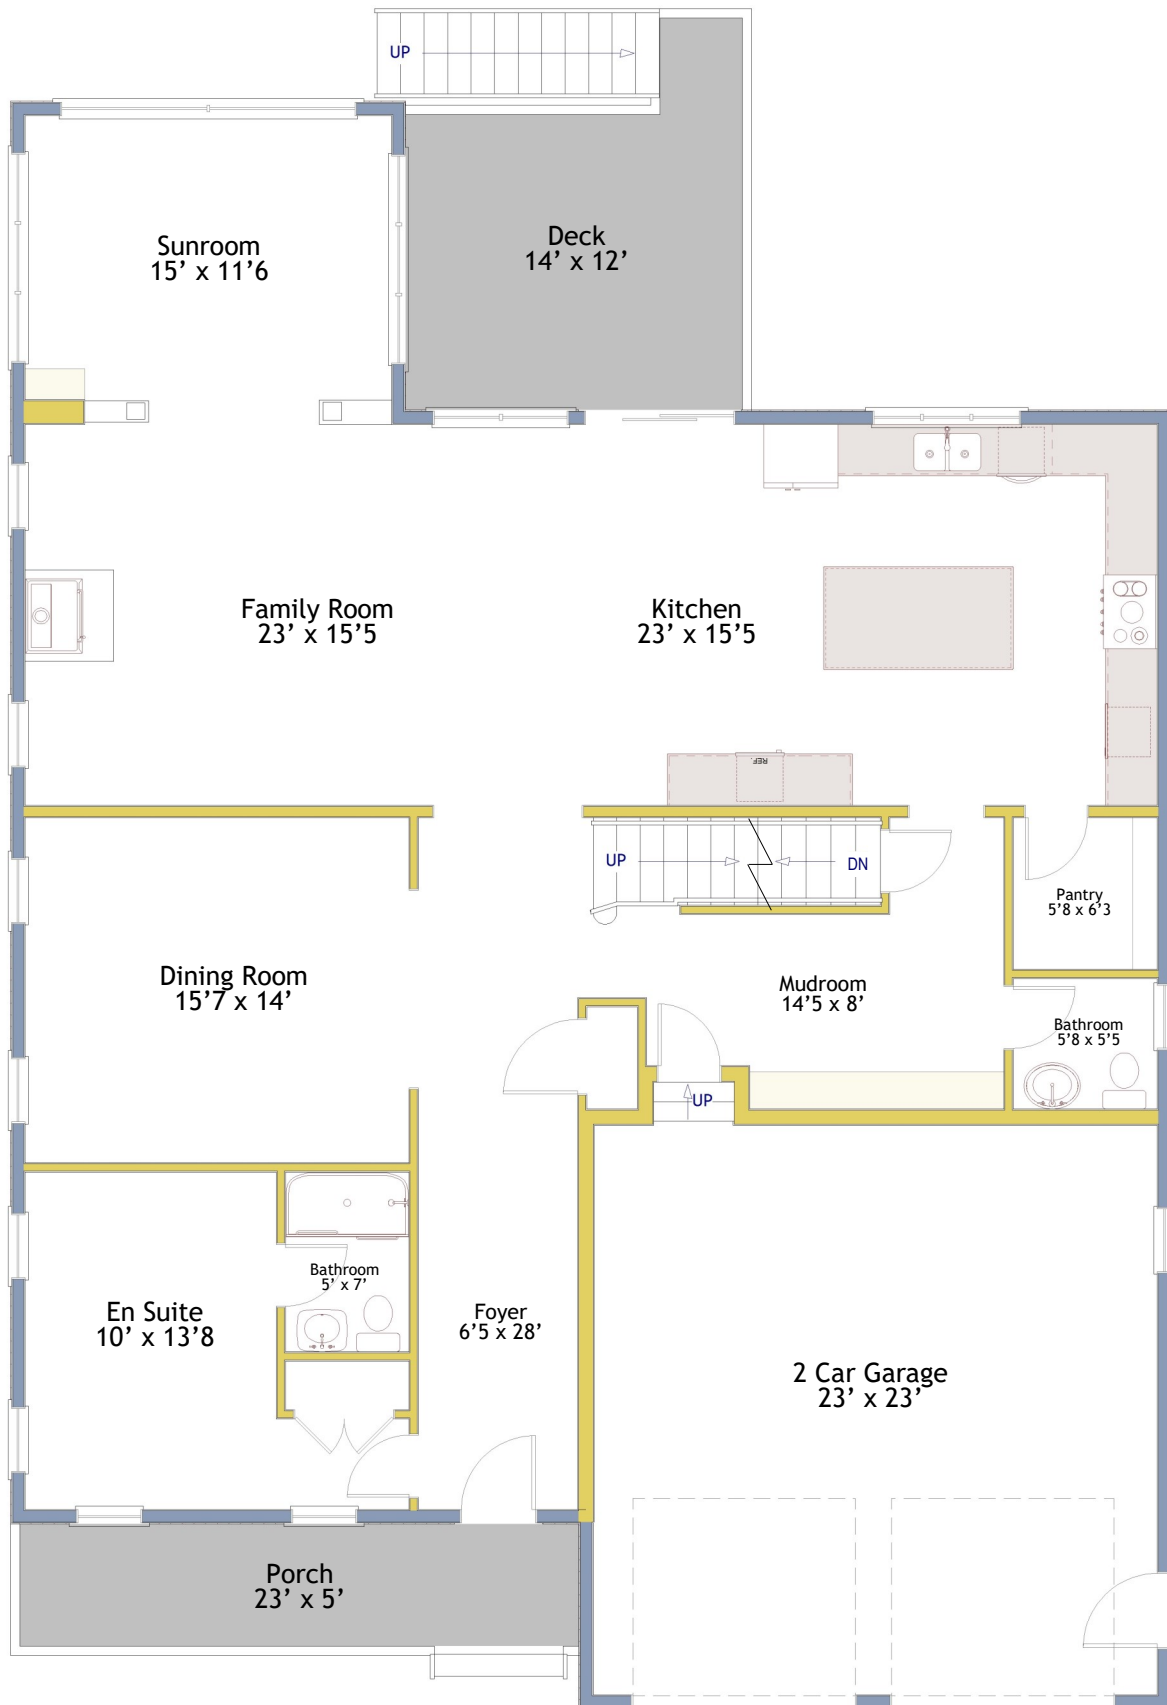 UP
Sunroom
15’ x 11’6
Deck
14’ x 12’
Family Room
23’ x 15’5
Kitchen
23’ x 15’5
REF.
UP
DN
Pantry
5’8 x 6’3
Dining Room
15’7 x 14’
Mudroom
14’5 x 8’
Bathroom
5’8 x 5’5
UP
Bathroom
5’ x 7’
En Suite
10’ x 13’8
Foyer
6’5 x 28’
2 Car Garage
23’ x 23’
Porch
23’ x 5’